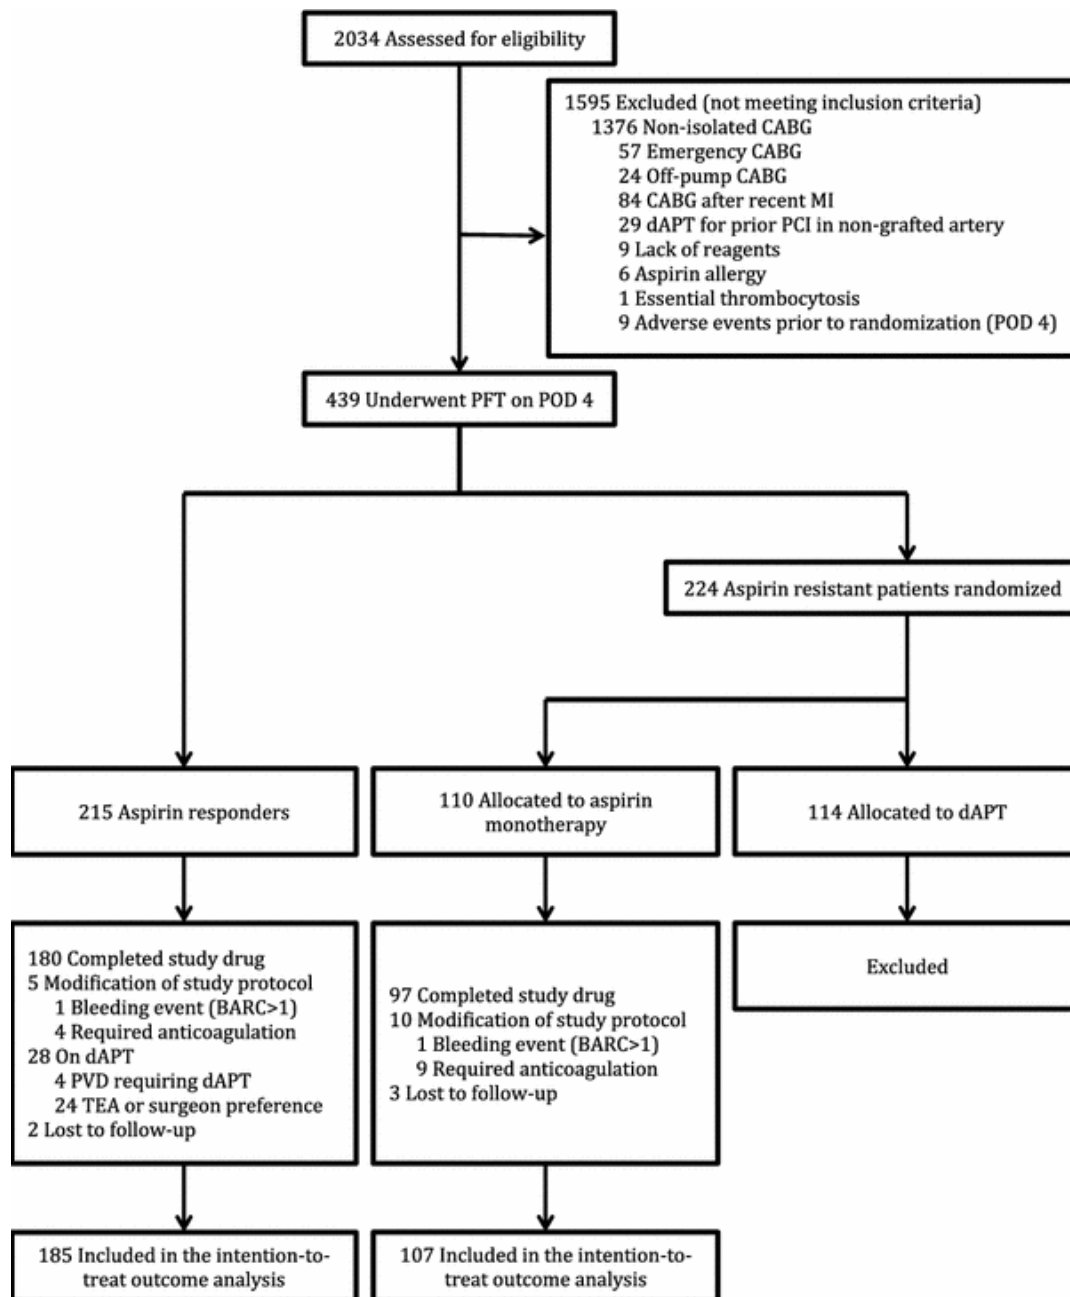 2034 Assessed for eligibility
1595 Excluded (not meeting inclusion criteria)
1376 Non-isolated CABG
57 Emergency CABG
24 Off-pump CABG
84 CABG after recent MI
29 dAPT for prior PCI in non-grafted artery
9 Lack of reagents
6 Aspirin allergy
1 Essential thrombocytosis
9 Adverse events prior to randomization (POD 4)
439 Underwent PFT on POD 4
224 Aspirin resistant patients randomized
215 Aspirin responders
110 Allocated to aspirin
monotherapy
114 Allocated to dAPT
180 Completed study drug
5 Modification of study protocol
1 Bleeding event (BARC>1)
4 Required anticoagulation
28 On dAPT
4 PVD requiring dAPT
24 TEA or surgeon preference
2 Lost to follow-up
97 Completed study drug
10 Modification of study protocol
1 Bleeding event (BARC>1)
9 Required anticoagulation
3 Lost to follow-up
Excluded
185 Included in the intention-to-
treat outcome analysis
107 Included in the intention-to-
treat outcome analysis